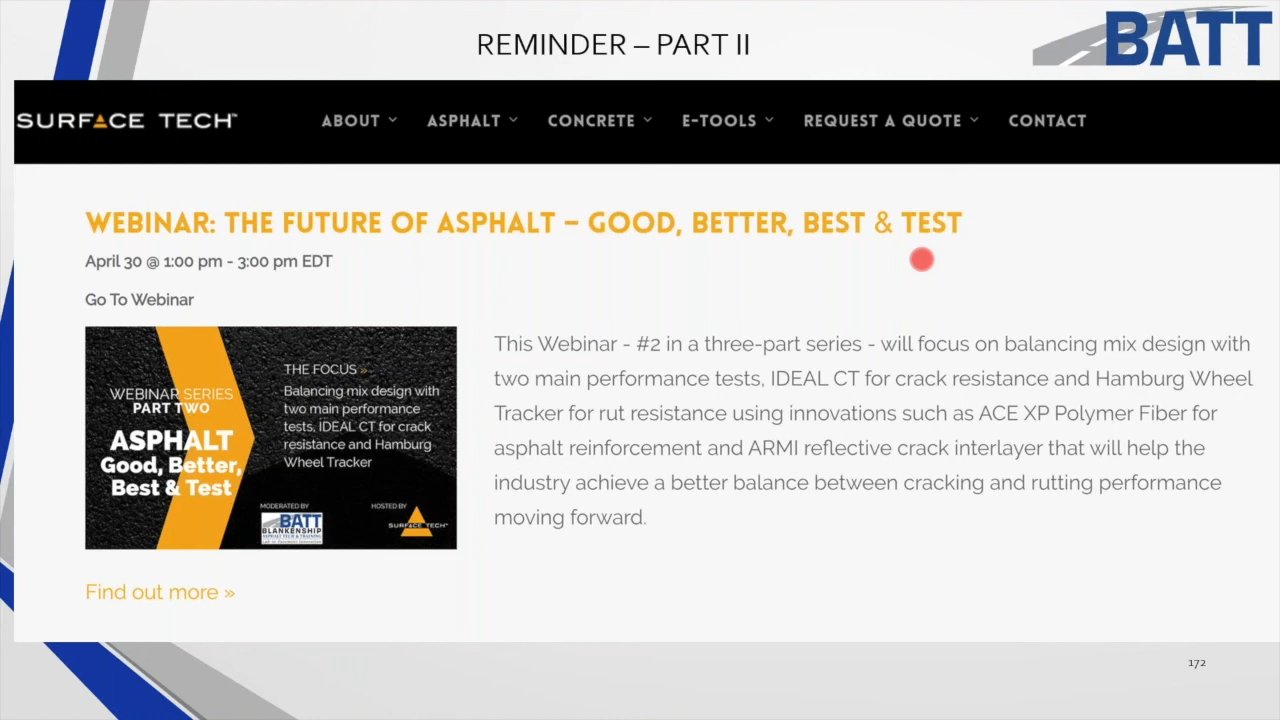 REMINDER – PART II
BATT
SURFACE TECH™
ABOUT
ASPHALT
CONCRETE
E-TOOLS
REQUEST A QUOTE
CONTACT
WEBINAR: THE FUTURE OF ASPHALT – GOOD, BETTER, BEST & TEST
April 30 @ 1:00 pm - 3:00 pm EDT
Go To Webinar
WEBINAR SERIES
PART TWO
ASPHALT
Good, Better,
Best & Test
THE FOCUS »
Balancing mix design with
two main performance
tests, IDEAL CT for crack
resistance and Hamburg
Wheel Tracker
MODERATED BY
BATT
BLANKENSHIP
ASPHALT TECH & TRAINING
HOSTED BY
SURFACE TECH™
This Webinar - #2 in a three-part series - will focus on balancing mix design with
two main performance tests, IDEAL CT for crack resistance and Hamburg Wheel
Tracker for rut resistance using innovations such as ACE XP Polymer Fiber for
asphalt reinforcement and ARMI reflective crack interlayer that will help the
industry achieve a better balance between cracking and rutting performance
moving forward.
Find out more »
172